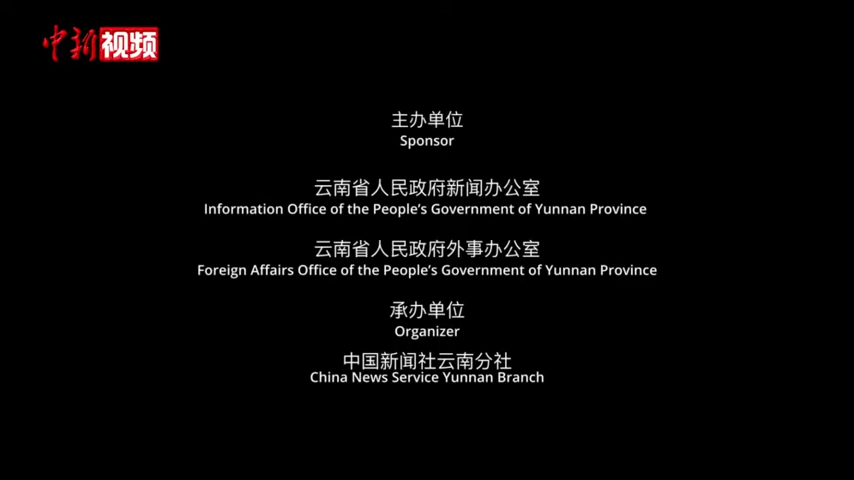 中新视频
主办单位
Sponsor
云南省人民政府新闻办公室
Information Office of the People's Government of Yunnan Province
云南省人民政府外事办公室
Foreign Affairs Office of the People's Government of Yunnan Province
承办单位
Organizer
中国新闻社云南分社
China News Service Yunnan Branch